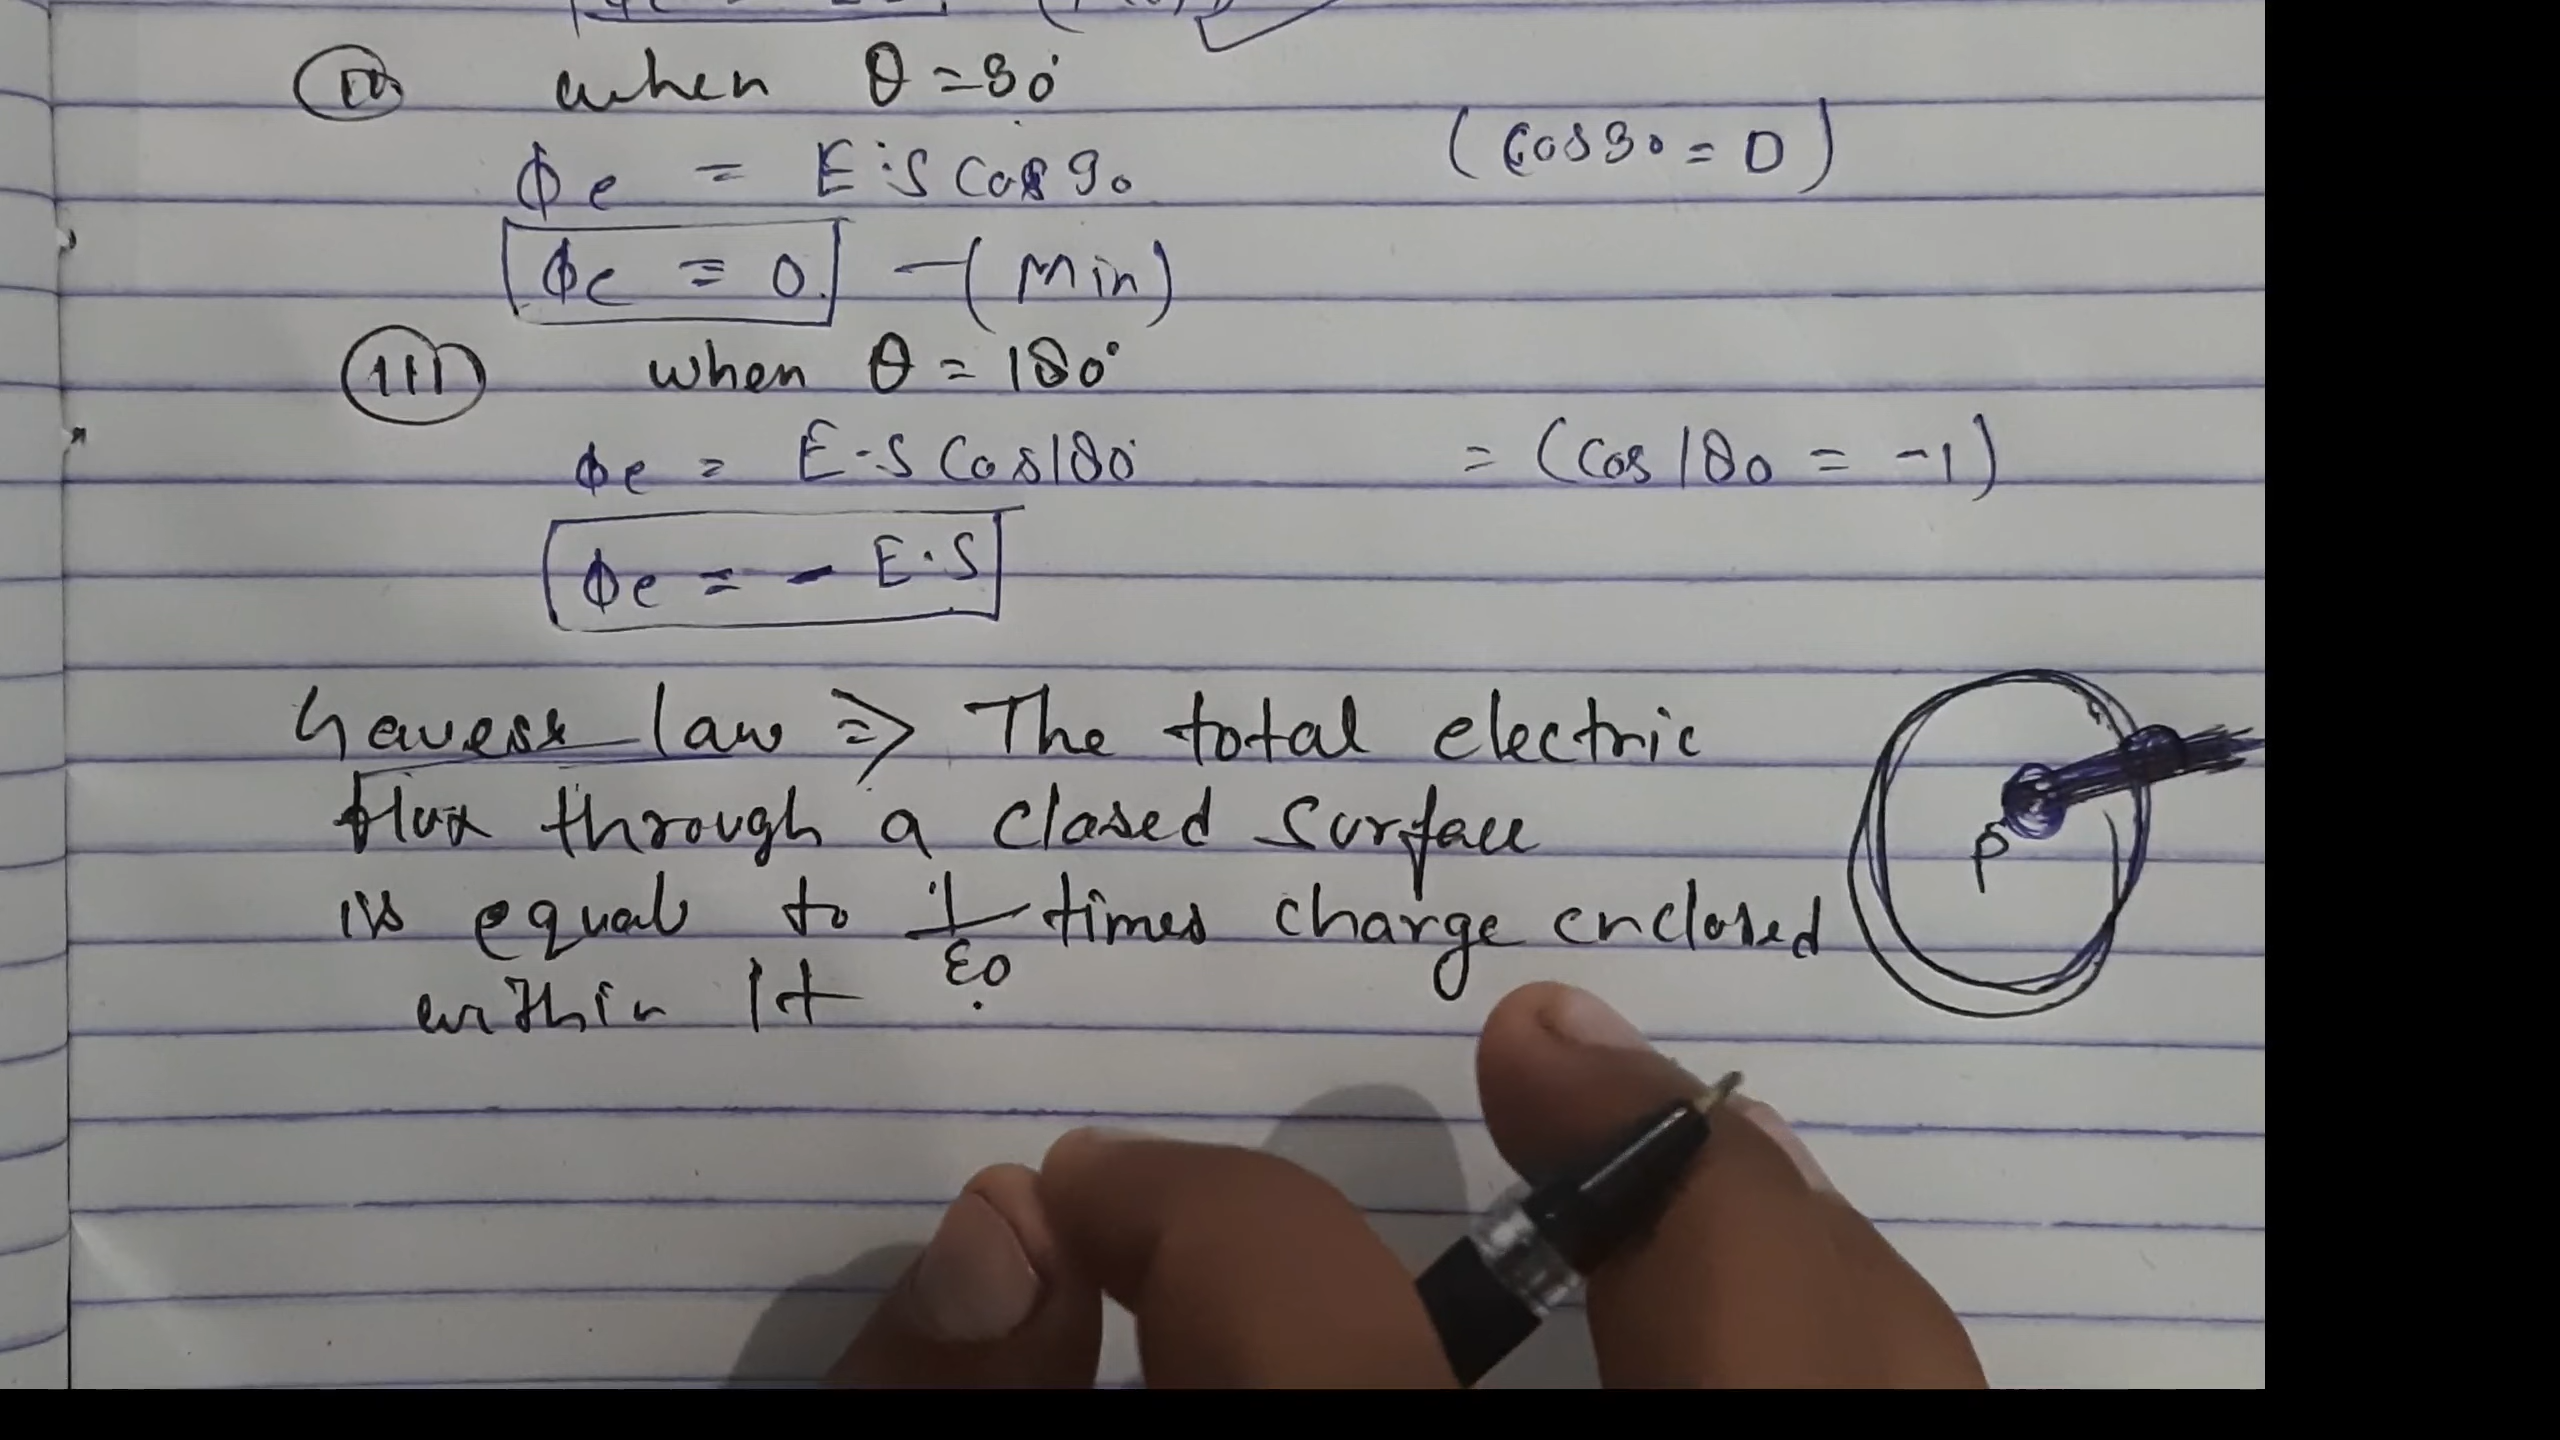 (II) when θ = 90°
ϕe = E.S Cos 90 (Cos 90 = 0)
ϕe = 0 – (Min)
(III) when θ = 180°
ϕe = E.S Cos 180° = (Cos 180 = -1)
ϕe = - E.S
law => The total electric
flux through a closed surface
is equal to 1/ε0 times charge enclosed
within It
P